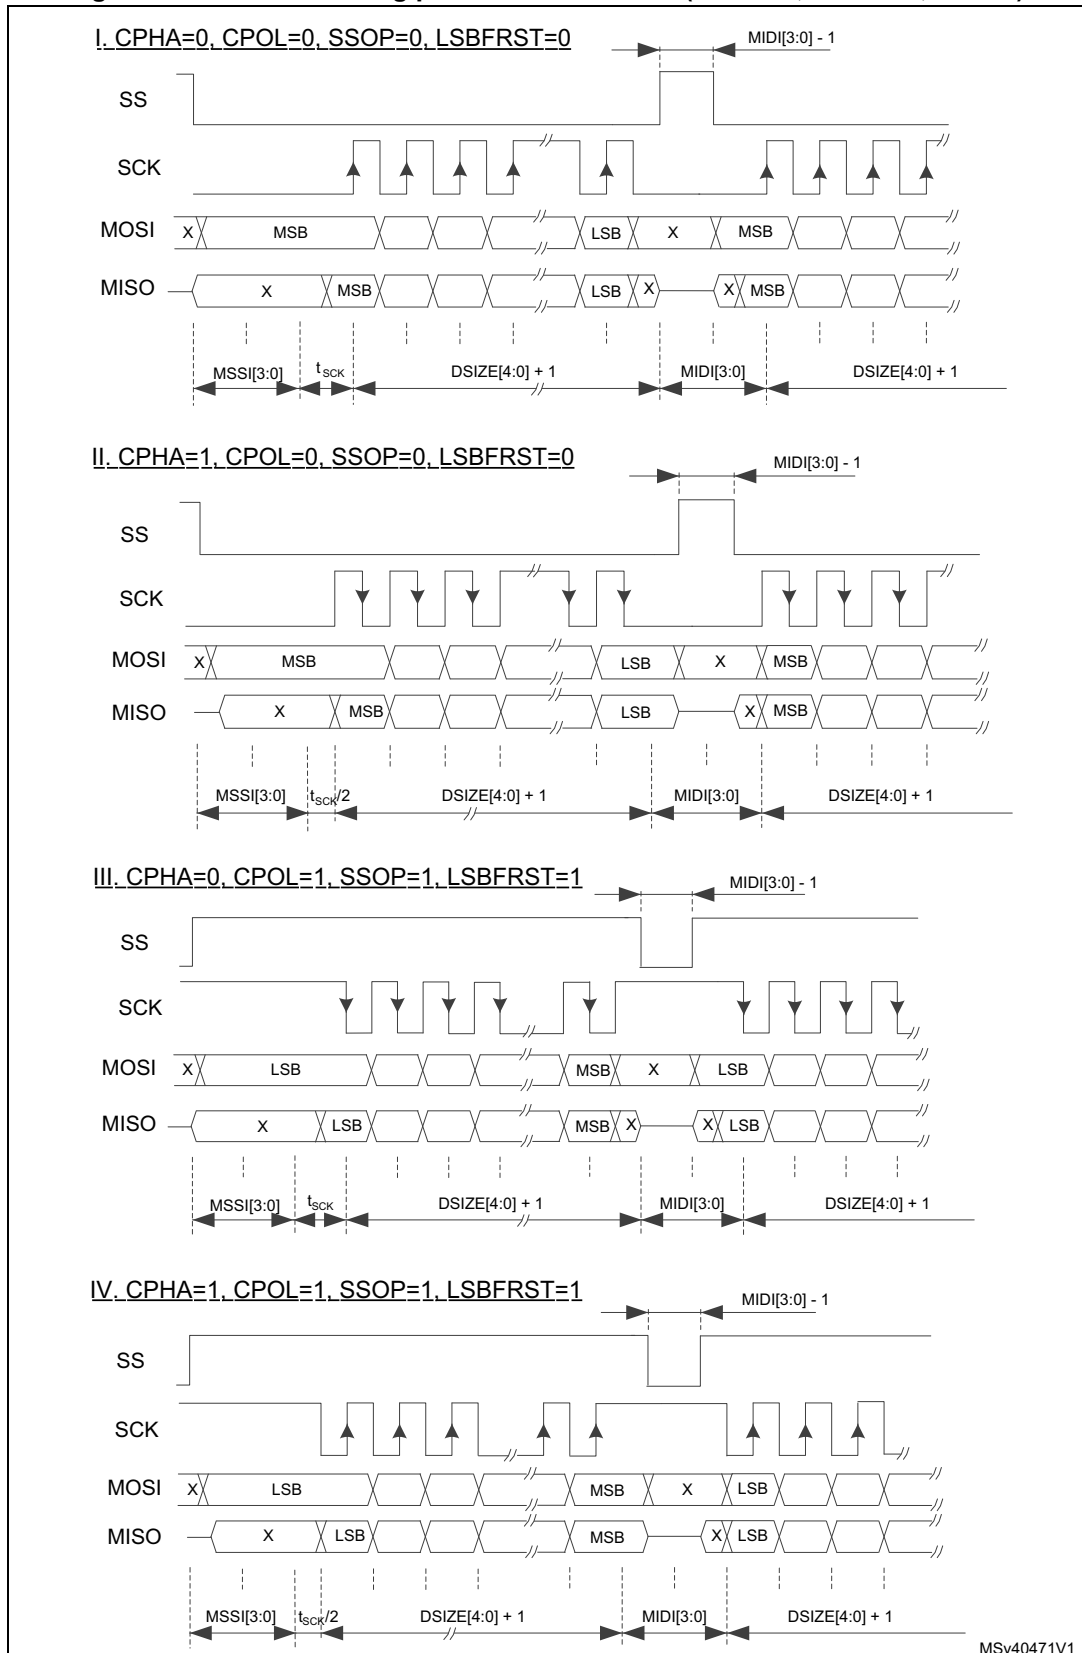 I. CPHA=0, CPOL=0, SSOP=0, LSBFRST=0
MIDI[3:0] - 1
SS
SCK
MOSI X MSB LSB X MSB
MISO X MSB LSB X X MSB
MSSI[3:0] tSCK DSIZE[4:0] + 1 MIDI[3:0] DSIZE[4:0] + 1
II. CPHA=1, CPOL=0, SSOP=0, LSBFRST=0
MIDI[3:0] - 1
SS
SCK
MOSI X MSB LSB X MSB
MISO X MSB LSB X MSB
MSSI[3:0] tSCK/2 DSIZE[4:0] + 1 MIDI[3:0] DSIZE[4:0] + 1
III. CPHA=0, CPOL=1, SSOP=1, LSBFRST=1
MIDI[3:0] - 1
SS
SCK
MOSI X LSB MSB X LSB
MISO X LSB MSB X X LSB
MSSI[3:0] tSCK DSIZE[4:0] + 1 MIDI[3:0] DSIZE[4:0] + 1
IV. CPHA=1, CPOL=1, SSOP=1, LSBFRST=1
MIDI[3:0] - 1
SS
SCK
MOSI X LSB MSB X LSB
MISO X LSB MSB X LSB
MSSI[3:0] tSCK/2 DSIZE[4:0] + 1 MIDI[3:0] DSIZE[4:0] + 1
MSv40471V1